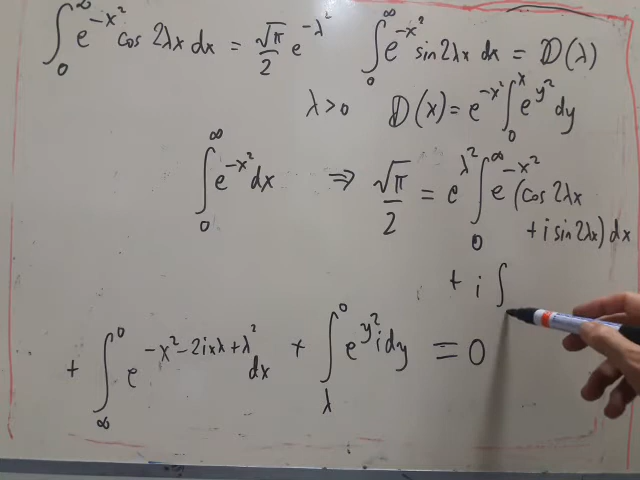 ∫₀^∞ e^{-x²} cos 2λx dx = √π/2 e^{-λ²}   ∫₀^∞ e^{-x²} sin 2λx dx = D(λ)
λ>0   D(x) = e^{-x²} ∫₀^x e^{y²} dy
∫₀^∞ e^{-x²} dx ⇒ √π/2 = e^{λ²} ∫₀^∞ e^{-x²} (cos 2λx
+ i sin 2λx) dx
+ i ∫
+ ∫_∞^0 e^{-x²-2ixλ+λ²} dx + ∫_λ^0 e^{y²} i dy = 0